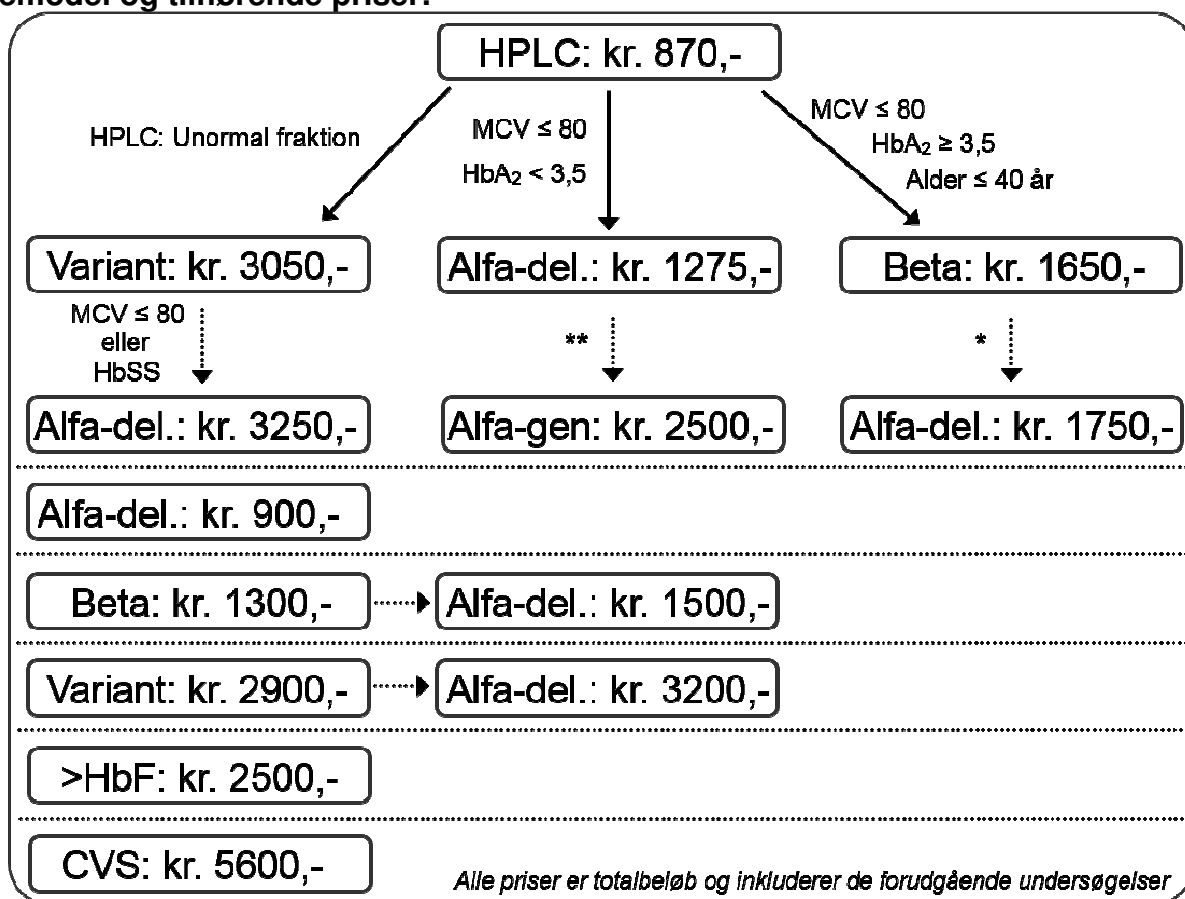 emodel og tilhørende priser:
HPLC: kr. 870,-
HPLC: Unormal fraktion
MCV ≤ 80
HbA₂ < 3,5
MCV ≤ 80
HbA₂ ≥ 3,5
Alder ≤ 40 år
Variant: kr. 3050,-
Alfa-del.: kr. 1275,-
Beta: kr. 1650,-
MCV ≤ 80
eller
HbSS
**
*
Alfa-del.: kr. 3250,-
Alfa-gen: kr. 2500,-
Alfa-del.: kr. 1750,-
Alfa-del.: kr. 900,-
Beta: kr. 1300,-
Alfa-del.: kr. 1500,-
Variant: kr. 2900,-
Alfa-del.: kr. 3200,-
>HbF: kr. 2500,-
CVS: kr. 5600,-
Alle priser er totalbeløb og inkluderer de forudgående undersøgelser